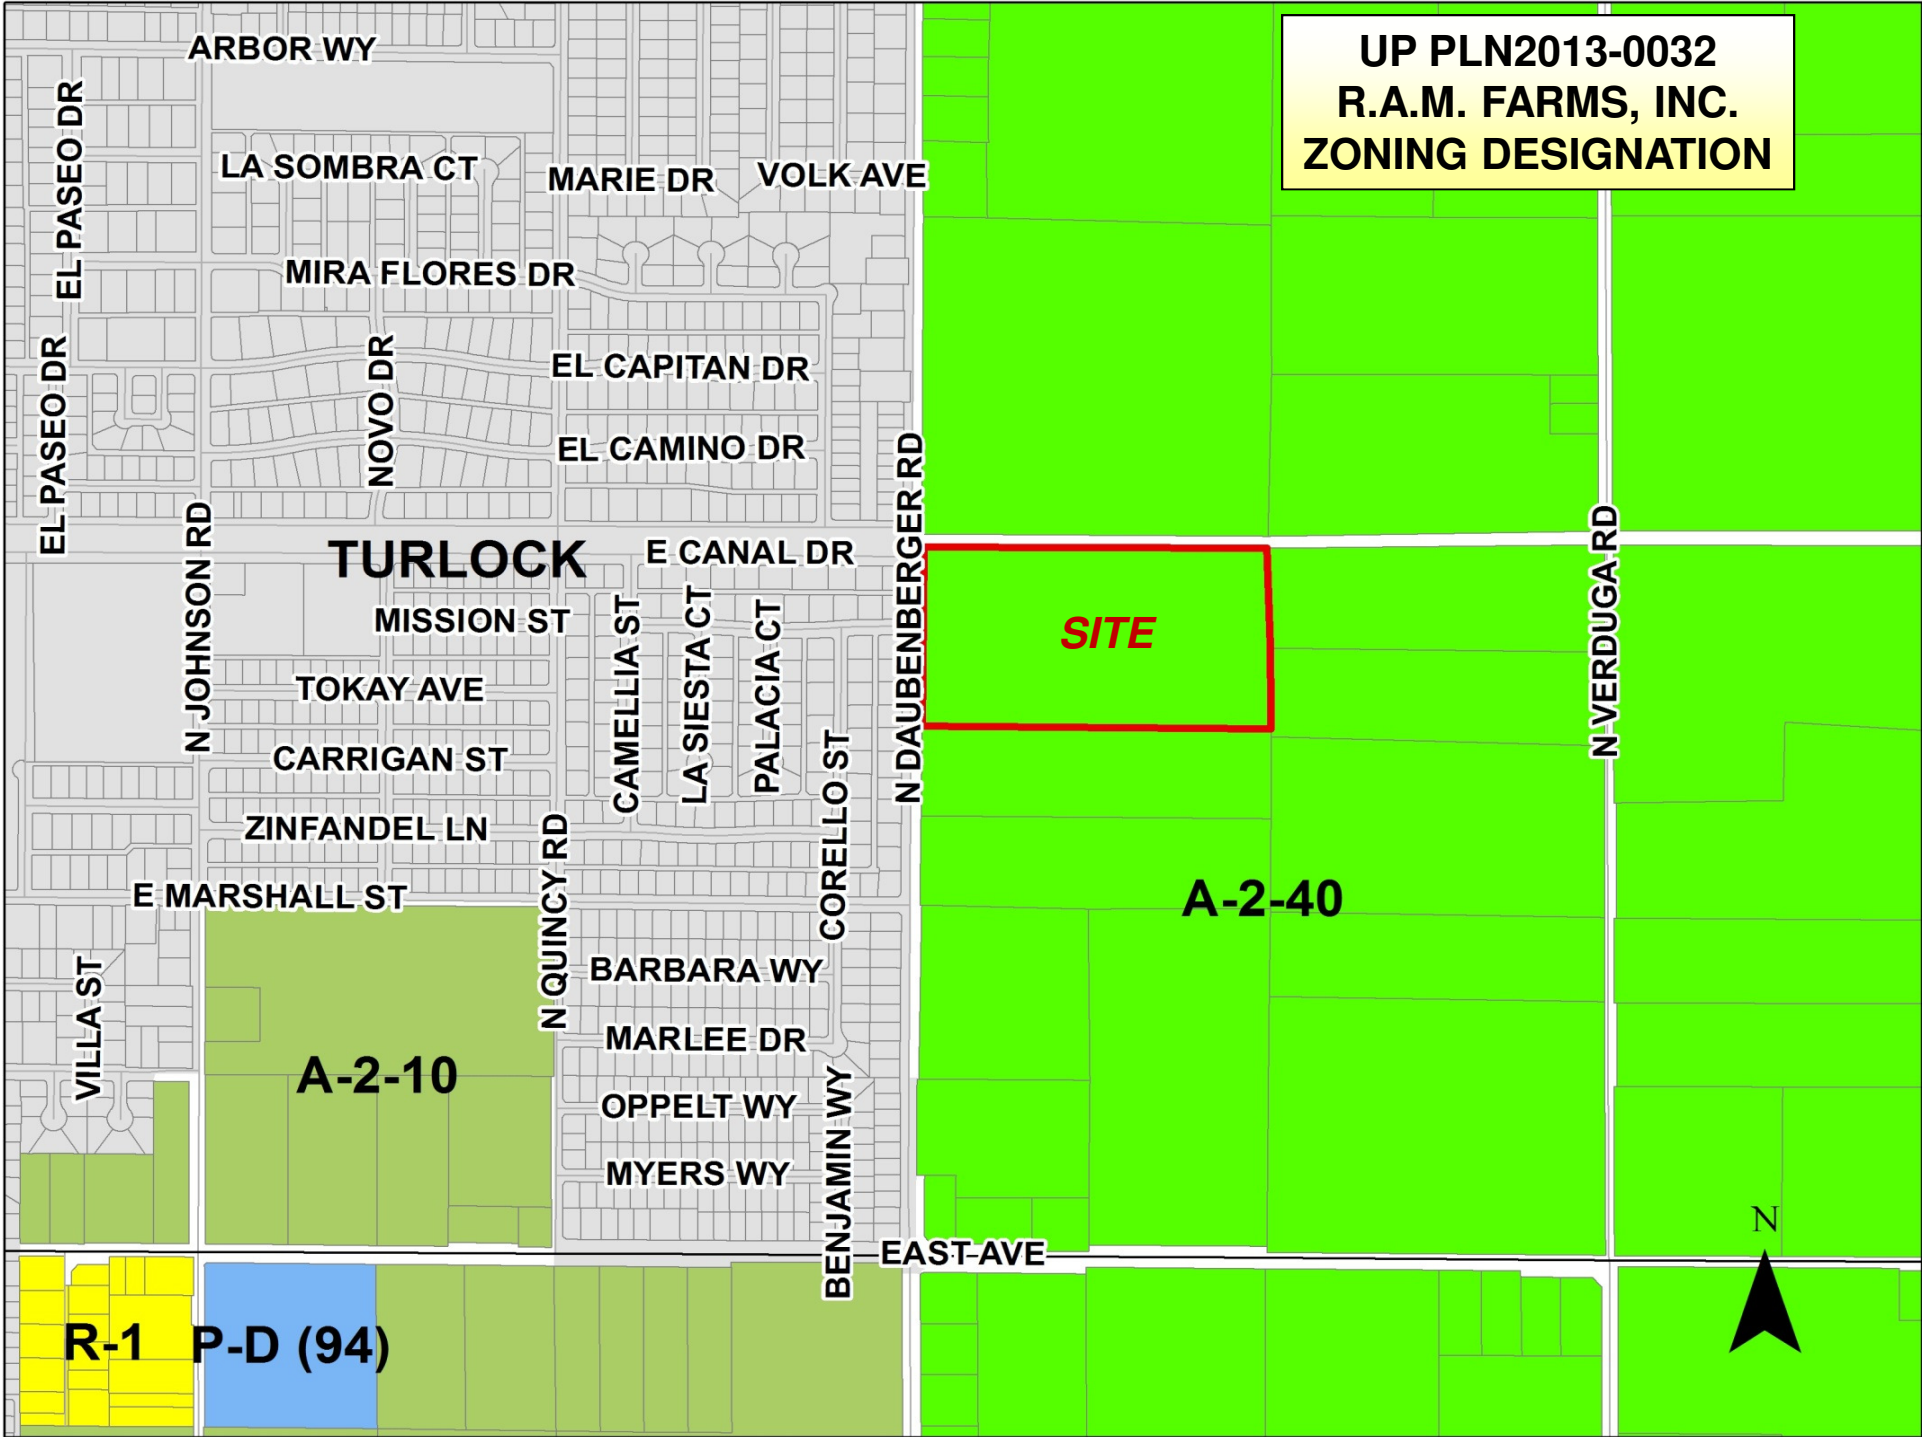 UP PLN2013-0032
R.A.M. FARMS, INC.
ZONING DESIGNATION
ARBOR WY
EL PASEO DR
LA SOMBRA CT
MARIE DR
VOLK AVE
MIRA FLORES DR
EL PASEO DR
NOVO DR
EL CAPITAN DR
EL CAMINO DR
N JOHNSON RD
TURLOCK
E CANAL DR
N DAUBENBERGER RD
N VERDUGA RD
MISSION ST
CAMELLIA ST
LA SIESTA CT
PALACIA CT
SITE
TOKAY AVE
CARRIGAN ST
CORELLO ST
ZINFANDEL LN
N QUINCY RD
E MARSHALL ST
A-2-40
VILLA ST
BARBARA WY
MARLEE DR
A-2-10
OPPELT WY
BENJAMIN WY
MYERS WY
N
EAST AVE
R-1
P-D (94)